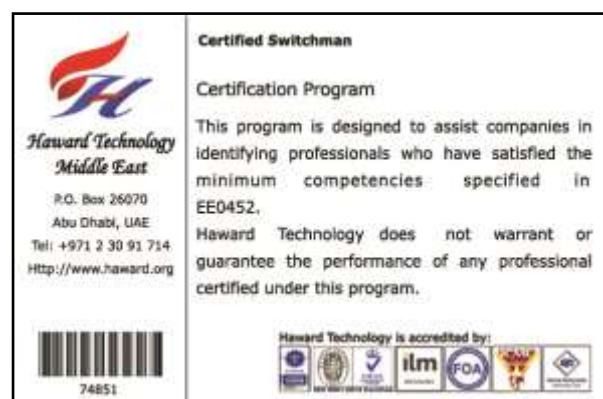 Haward Technology
Middle East
P.O. Box 26070
Abu Dhabi, UAE
Tel: +971 2 30 91 714
Http://www.haward.org
74851
Certified Switchman
Certification Program
This program is designed to assist companies in
identifying professionals who have satisfied the
minimum competencies specified in
EE0452.
Haward Technology does not warrant or
guarantee the performance of any professional
certified under this program.
Haward Technology is accredited by:
ilm
FOA